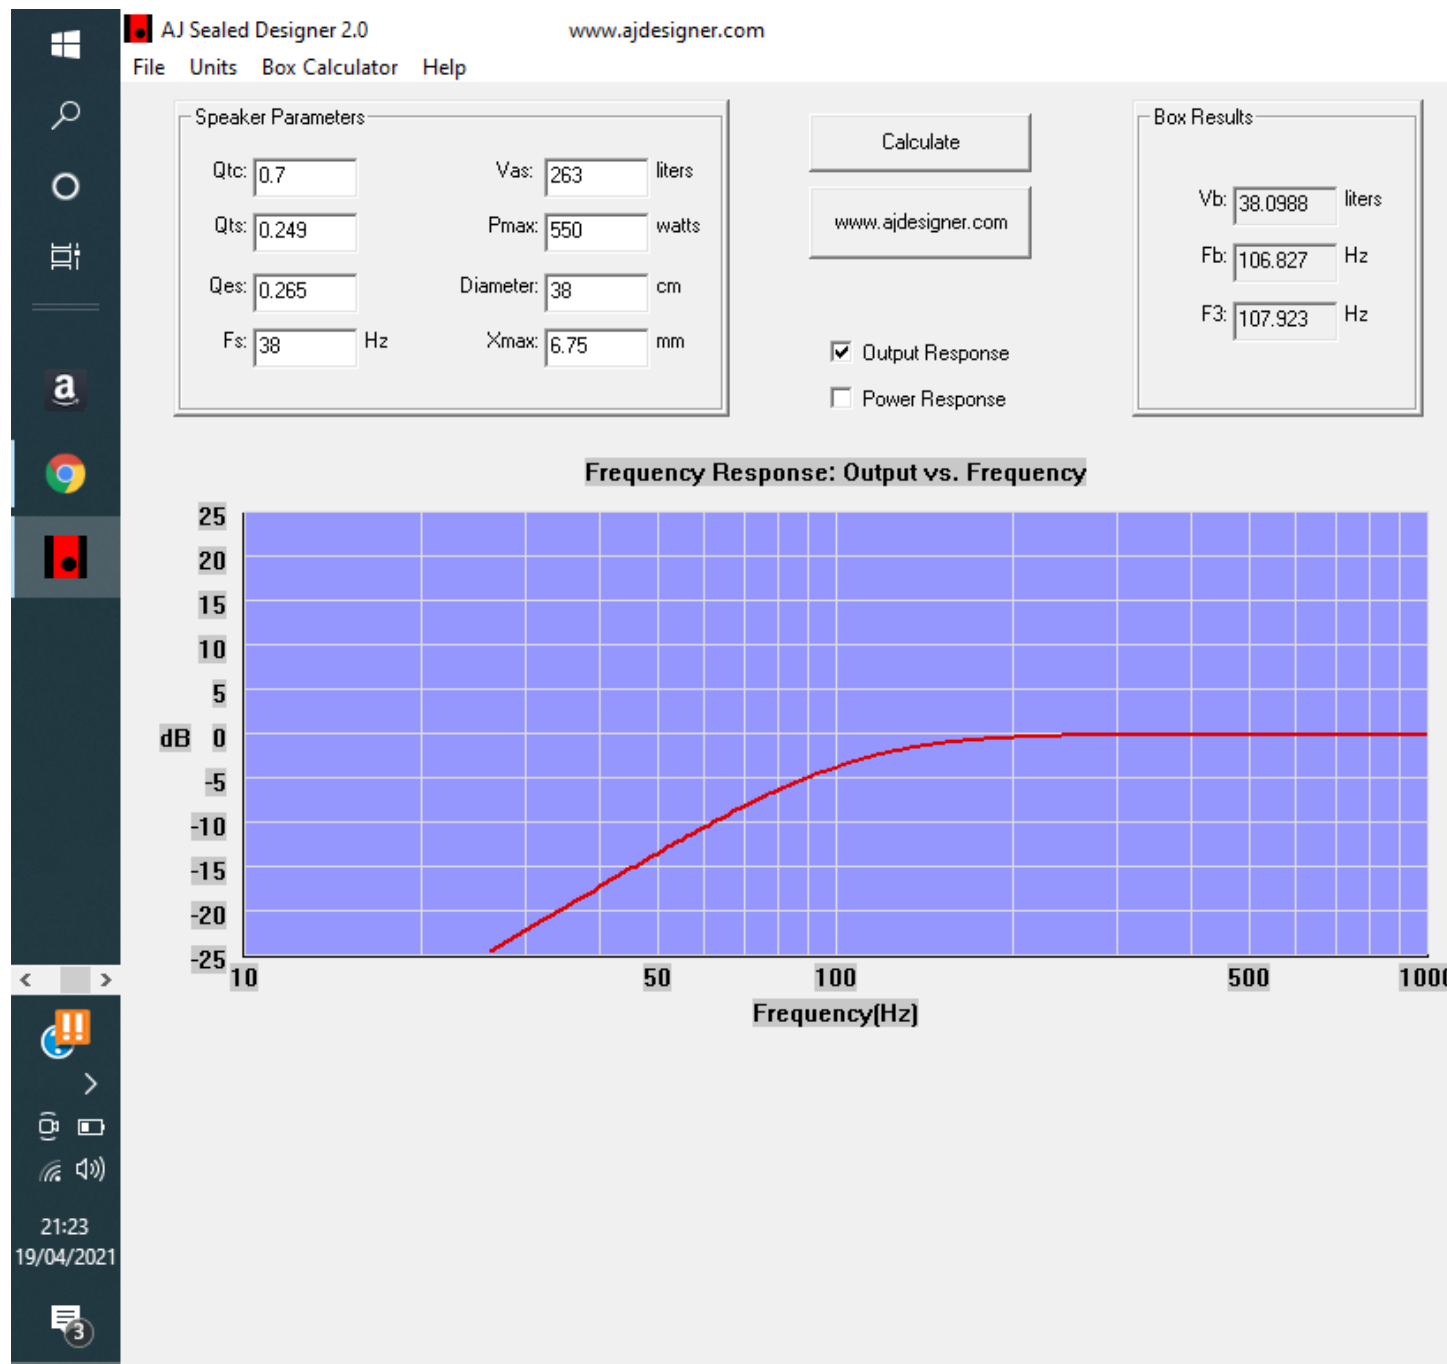 AJ Sealed Designer 2.0 www.ajdesigner.com
File Units Box Calculator Help
Speaker Parameters
Qtc: 0.7 Vas: 263 liters
Qts: 0.249 Pmax: 550 watts
Qes: 0.265 Diameter: 38 cm
Fs: 38 Hz Xmax: 6.75 mm
Calculate
www.ajdesigner.com
Output Response
Power Response
Box Results
Vb: 38.0988 liters
Fb: 106.827 Hz
F3: 107.923 Hz
Frequency Response: Output vs. Frequency
25
20
15
10
5
dB 0
-5
-10
-15
-20
-25
10 50 100 500 1000
Frequency(Hz)
a
!!
21:23
19/04/2021
3